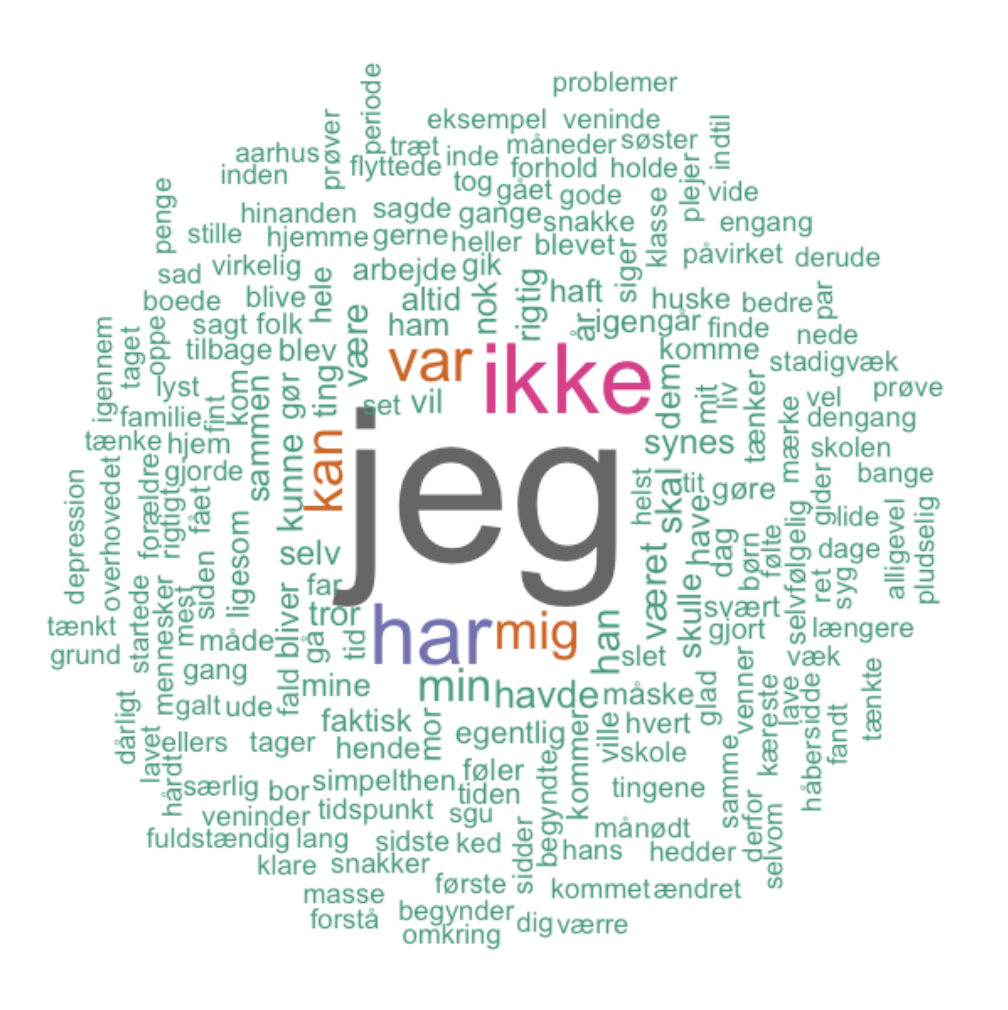 problemer
periode
eksempel veninde
træt måneder søster indtil
aarhus prøver flyttede inde forhold holde plejer
inden tog gået gode vide
penge hinanden sagde gange snakke klasse engang
stille hjemme gerne heller blevet siger påvirket derude
sad virkelig arbejde gik
boede blive hele altid nok rigtig haft huske bedre par
sagt folk ham år igen går finde nede
igennem taget oppe tilbage blev være var ikke dem komme stadigvæk
lyst fint kom sammen gør ting set vil mit liv tænker vel prøve
familie mærke dengang
tænke hjem kunne kan jeg synes skolen
depression overhovedet forældre rigtigt gjorde fået helst skal tit gøre gider bange
siden ligesom selv været have dag børn følte selvfølgelig glide alligevel pludselig
ret dage syg
startede mennesker mest far skulle svært
tænkt måde bliver tror har mig han gjort længere
grund gang gå tid slet væk
fald mine min havde måske glad venner kæreste lave håber sidde tænkte
dårligt galt ude faktisk mor egentlig kommer ville hvert fandt
lavet ellers tager hende skole samme
hårdt særlig bor simpelthen føler tiden begyndte tingene
veninder tidspunkt sgu månødt derfor selvom
fuldstændig lang sidste ked sidder hans hedder
klare snakker
masse første kommet ændret
forstå begynder dig værre
omkring